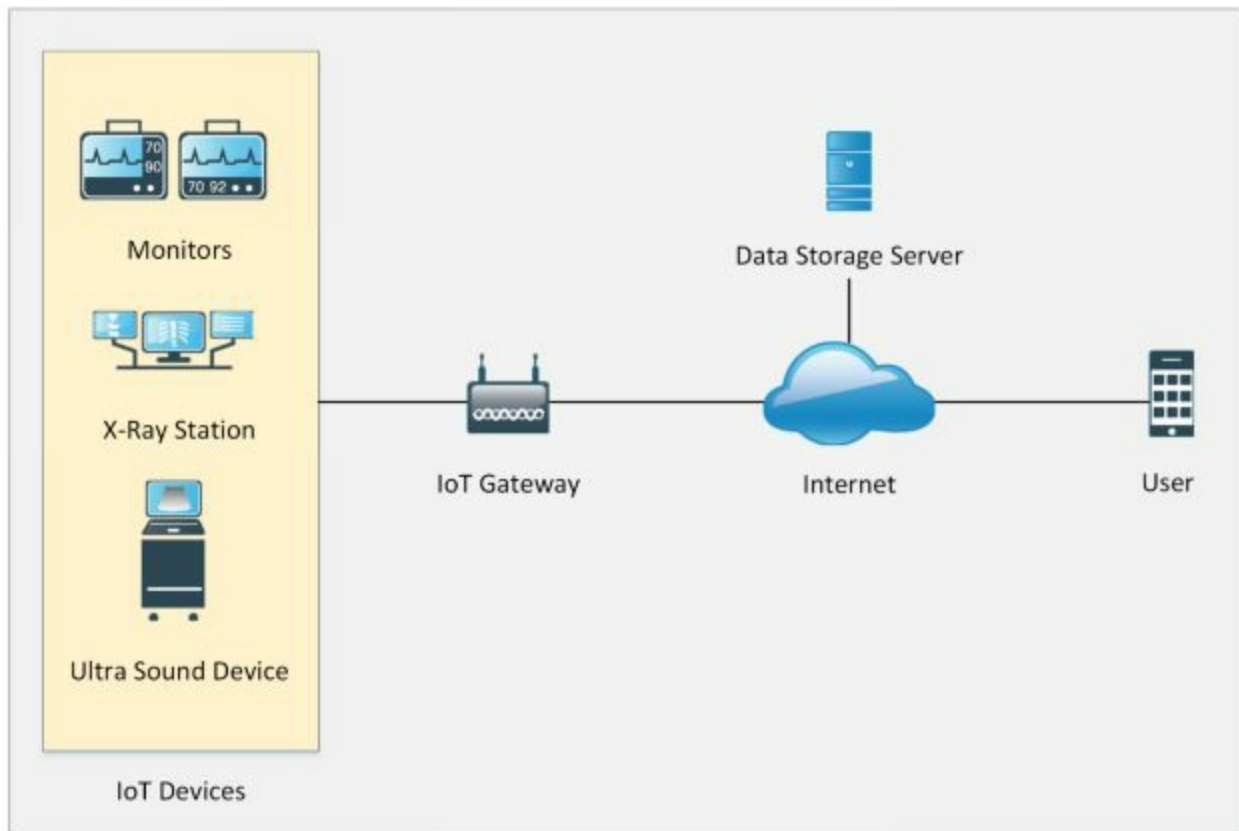 70
90
70 92
Monitors
Data Storage Server
X-Ray Station
IoT Gateway
Internet
User
Ultra Sound Device
IoT Devices